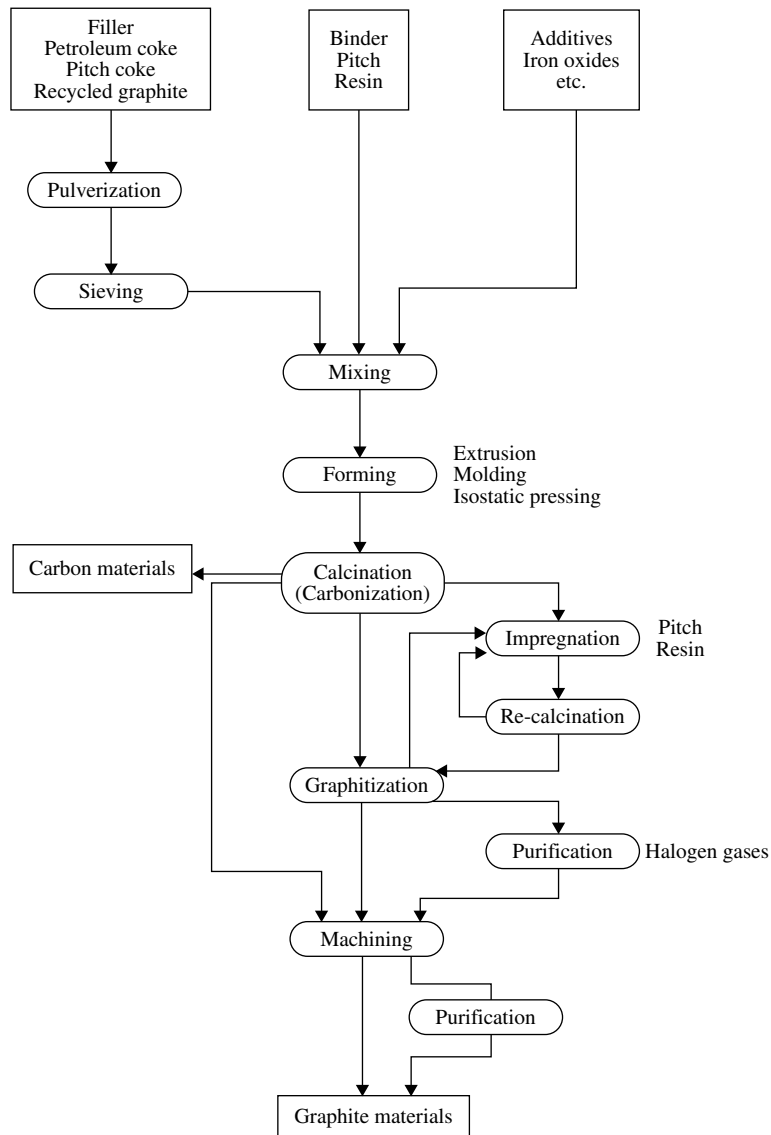 Filler
Petroleum coke
Pitch coke
Recycled graphite
Binder
Pitch
Resin
Additives
Iron oxides
etc.
Pulverization
Sieving
Mixing
Forming
Extrusion
Molding
Isostatic pressing
Carbon materials
Calcination
(Carbonization)
Impregnation
Pitch
Resin
Re-calcination
Graphitization
Purification
Halogen gases
Machining
Purification
Graphite materials